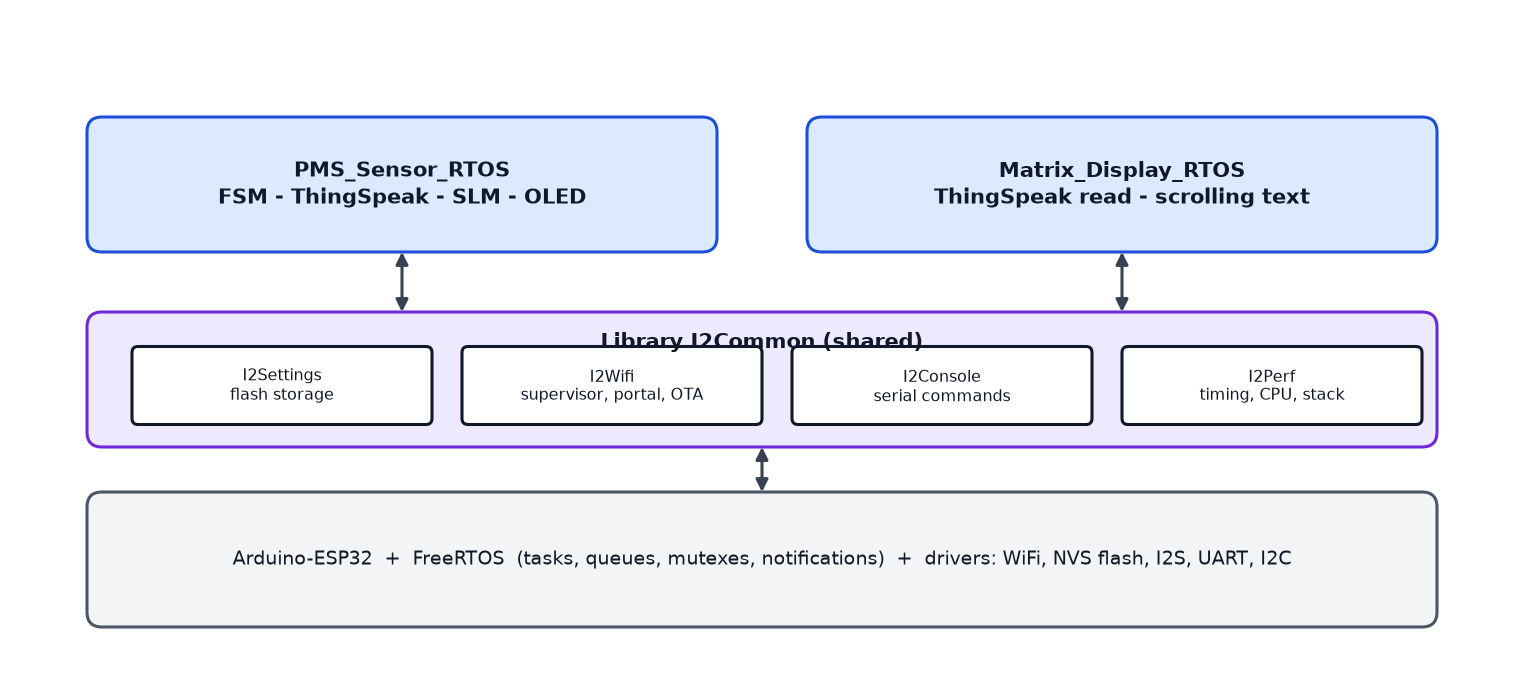 PMS_Sensor_RTOS
FSM - ThingSpeak - SLM - OLED
Matrix_Display_RTOS
ThingSpeak read - scrolling text
Library I2Common (shared)
I2Settings
flash storage
I2Wifi
supervisor, portal, OTA
I2Console
serial commands
I2Perf
timing, CPU, stack
Arduino-ESP32  +  FreeRTOS  (tasks, queues, mutexes, notifications)  +  drivers: WiFi, NVS flash, I2S, UART, I2C